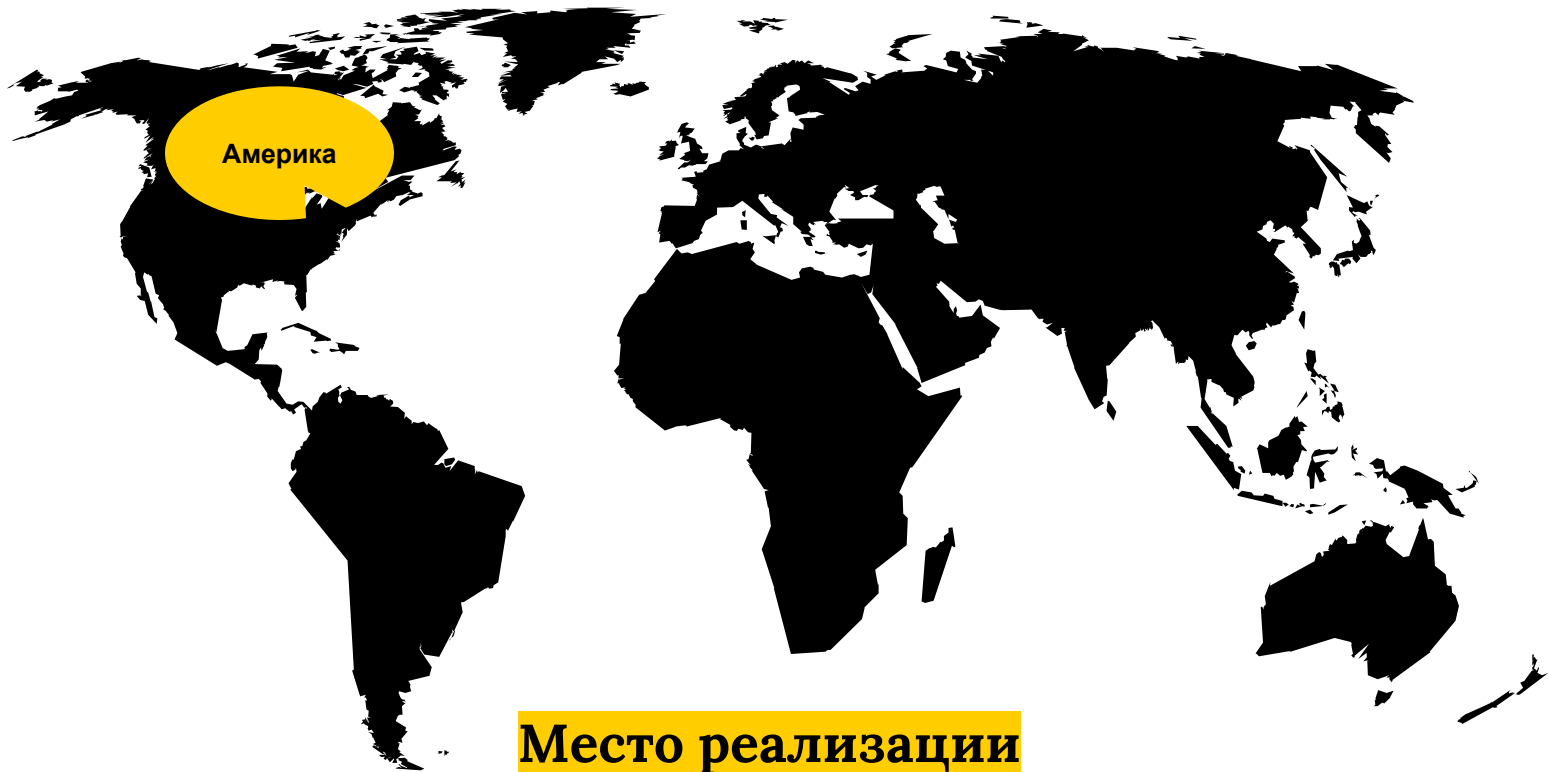 Америка
Место реализации